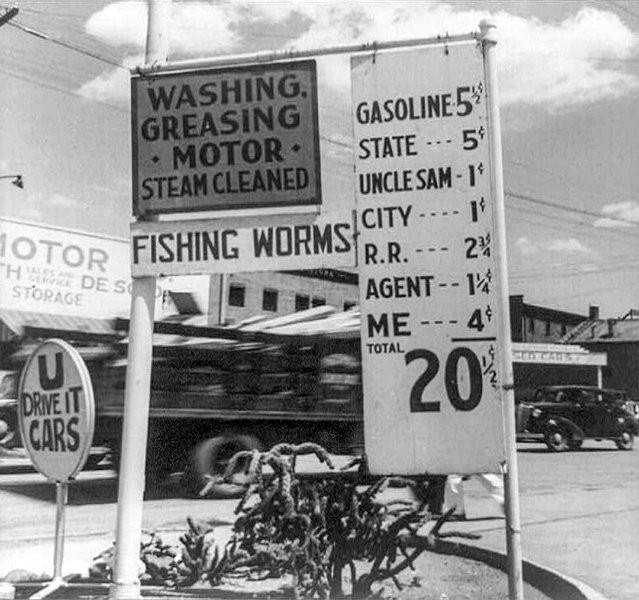 WASHING,
GREASING
· MOTOR ·
STEAM CLEANED
FISHING WORMS
GASOLINE 5½¢
STATE --- 5¢
UNCLE SAM - 1¢
CITY ---- 1¢
R.R. --- 2¾¢
AGENT -- 1¼¢
ME --- 4¢
TOTAL
20½¢
MOTOR
SALES AND
SERVICE
STORAGE
U
DRIVE IT
CARS
USED CARS